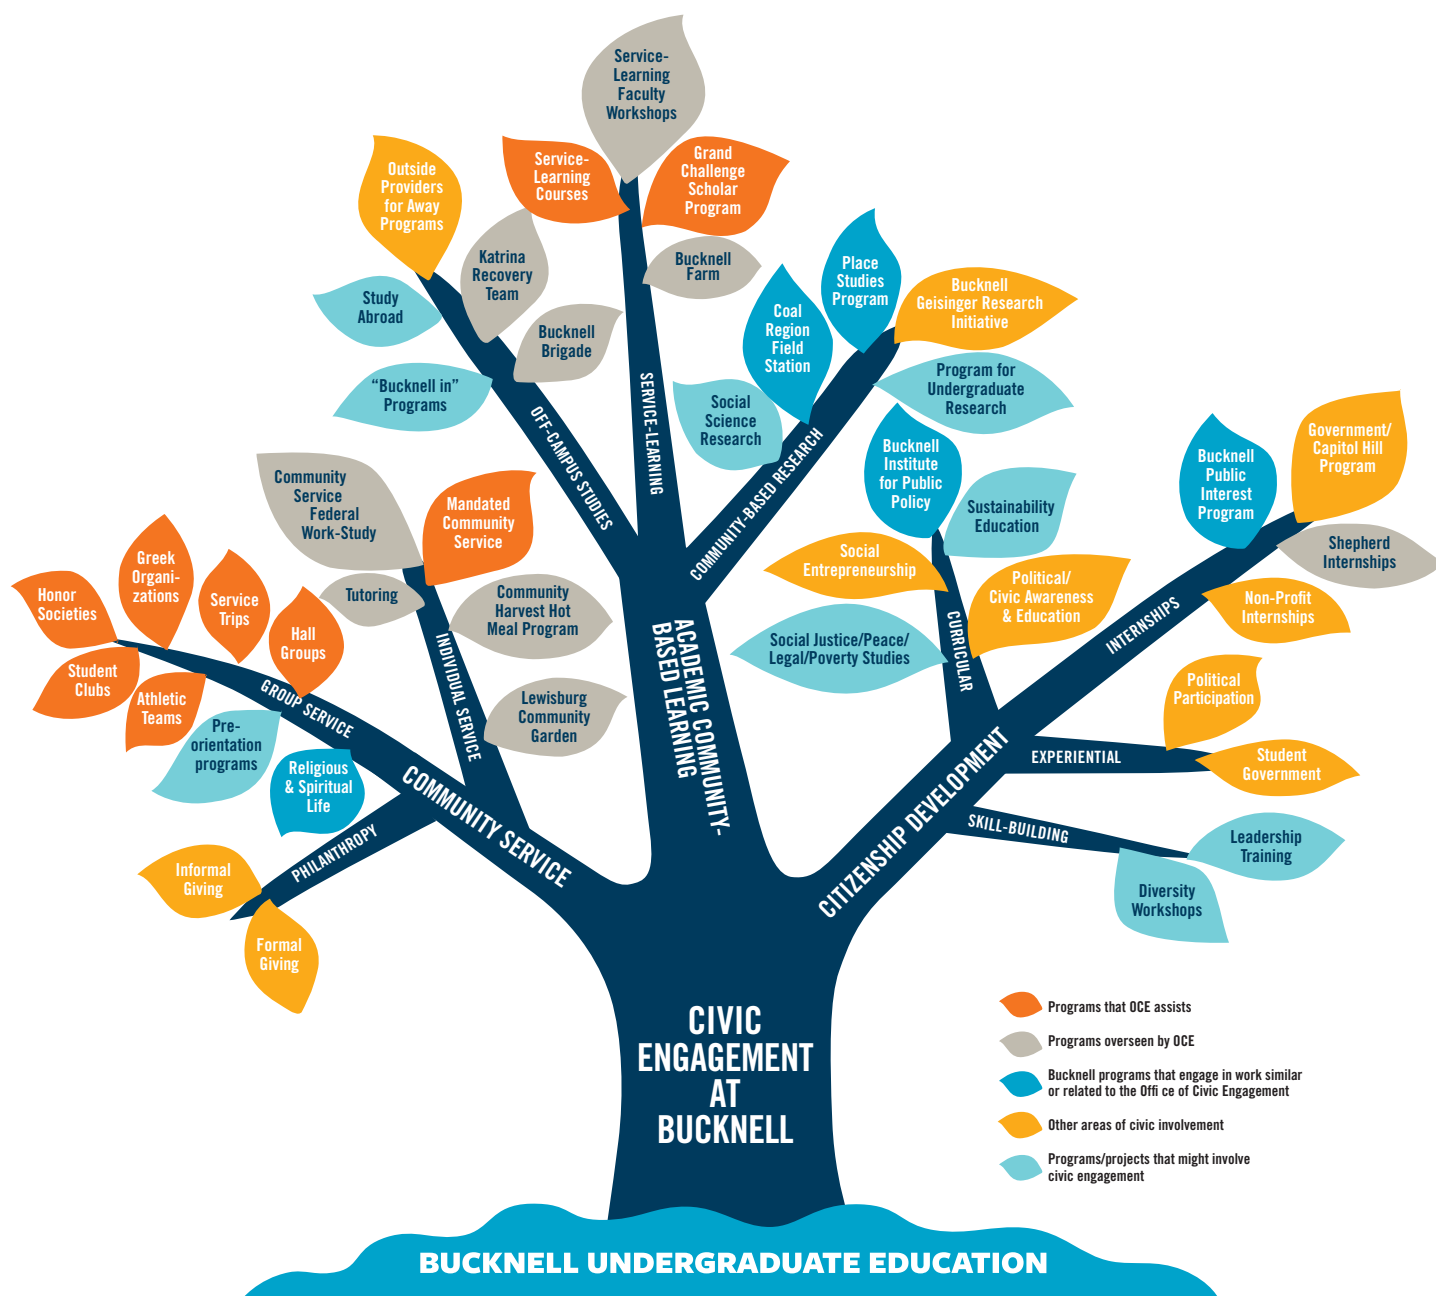 Service-
Learning
Faculty
Workshops
Outside
Providers
for Away
Programs
Service-
Learning
Courses
Grand
Challenge
Scholar
Program
Katrina
Recovery
Team
Bucknell
Farm
Study
Abroad
Bucknell
Brigade
“Bucknell in”
Programs
OFF-CAMPUS STUDIES
SERVICE-LEARNING
Place
Studies
Program
Coal
Region
Field
Station
Bucknell
Geisinger Research
Initiative
Program for
Undergraduate
Research
Social
Science
Research
COMMUNITY-BASED RESEARCH
ACADEMIC COMMUNITY-
BASED LEARNING
Community
Service
Federal
Work-Study
Mandated
Community
Service
Tutoring
Community
Harvest Hot
Meal Program
Lewisburg
Community
Garden
INDIVIDUAL SERVICE
Honor
Societies
Greek
Organi-
zations
Service
Trips
Hall
Groups
Student
Clubs
Athletic
Teams
Pre-
orientation
programs
Religious
& Spiritual
Life
GROUP SERVICE
COMMUNITY SERVICE
PHILANTHROPY
Informal
Giving
Formal
Giving
Bucknell
Institute
for Public
Policy
Sustainability
Education
Social
Entrepreneurship
Political/
Civic Awareness
& Education
Social Justice/Peace/
Legal/Poverty Studies
CURRICULAR
Bucknell
Public
Interest
Program
Government/
Capitol Hill
Program
Shepherd
Internships
Non-Profit
Internships
INTERNSHIPS
Political
Participation
Student
Government
EXPERIENTIAL
CITIZENSHIP DEVELOPMENT
SKILL-BUILDING
Leadership
Training
Diversity
Workshops
CIVIC
ENGAGEMENT
AT
BUCKNELL
Programs that OCE assists
Programs overseen by OCE
Bucknell programs that engage in work similar
or related to the Offi ce of Civic Engagement
Other areas of civic involvement
Programs/projects that might involve
civic engagement
BUCKNELL UNDERGRADUATE EDUCATION